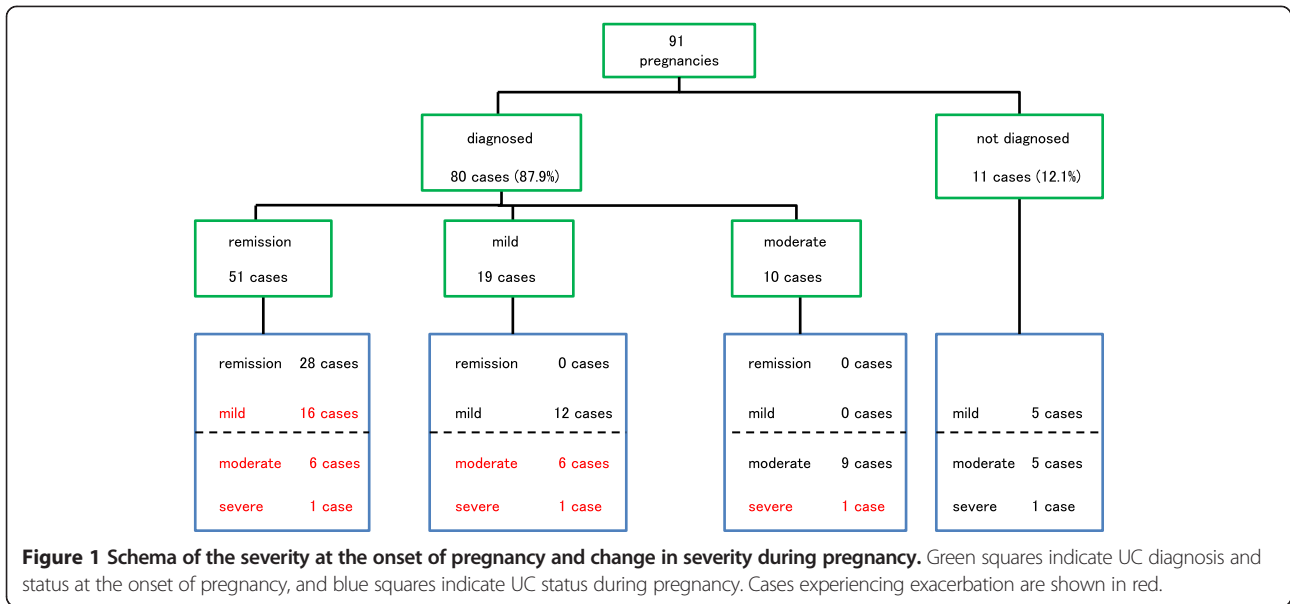 91
pregnancies
diagnosed
80 cases (87.9%)
not diagnosed
11 cases (12.1%)
remission
51 cases
mild
19 cases
moderate
10 cases
remission 28 cases
mild 16 cases
moderate 6 cases
severe 1 case
remission 0 cases
mild 12 cases
moderate 6 cases
severe 1 case
remission 0 cases
mild 0 cases
moderate 9 cases
severe 1 case
mild 5 cases
moderate 5 cases
severe 1 case
Figure 1 Schema of the severity at the onset of pregnancy and change in severity during pregnancy. Green squares indicate UC diagnosis and
status at the onset of pregnancy, and blue squares indicate UC status during pregnancy. Cases experiencing exacerbation are shown in red.